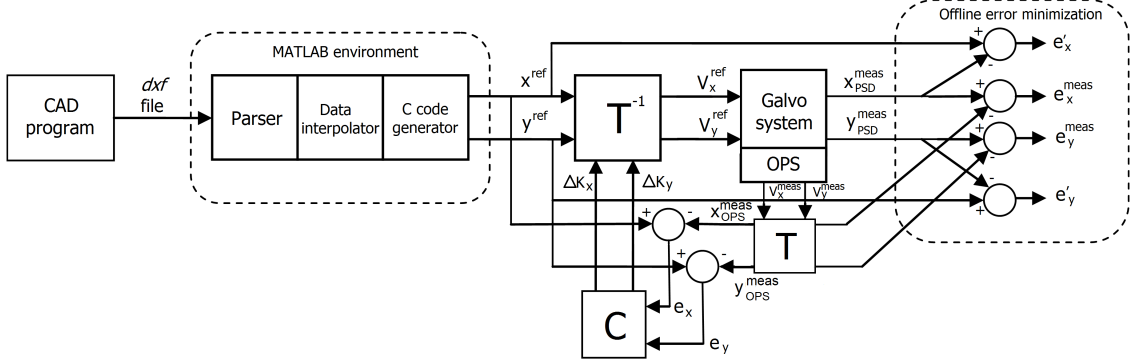 Offline error minimization
MATLAB environment
dxf
file
CAD
program
Parser
Data
interpolator
C code
generator
x^ref
y^ref
T^-1
V_x^ref
V_y^ref
Galvo
system
OPS
x_PSD^meas
y_PSD^meas
+
-
e'_x
+
-
e_x^meas
+
-
e_y^meas
-
+
e'_y
ΔK_x
ΔK_y
V_x^meas
V_y^meas
+
-
x_OPS^meas
T
+
-
y_OPS^meas
C
e_x
e_y